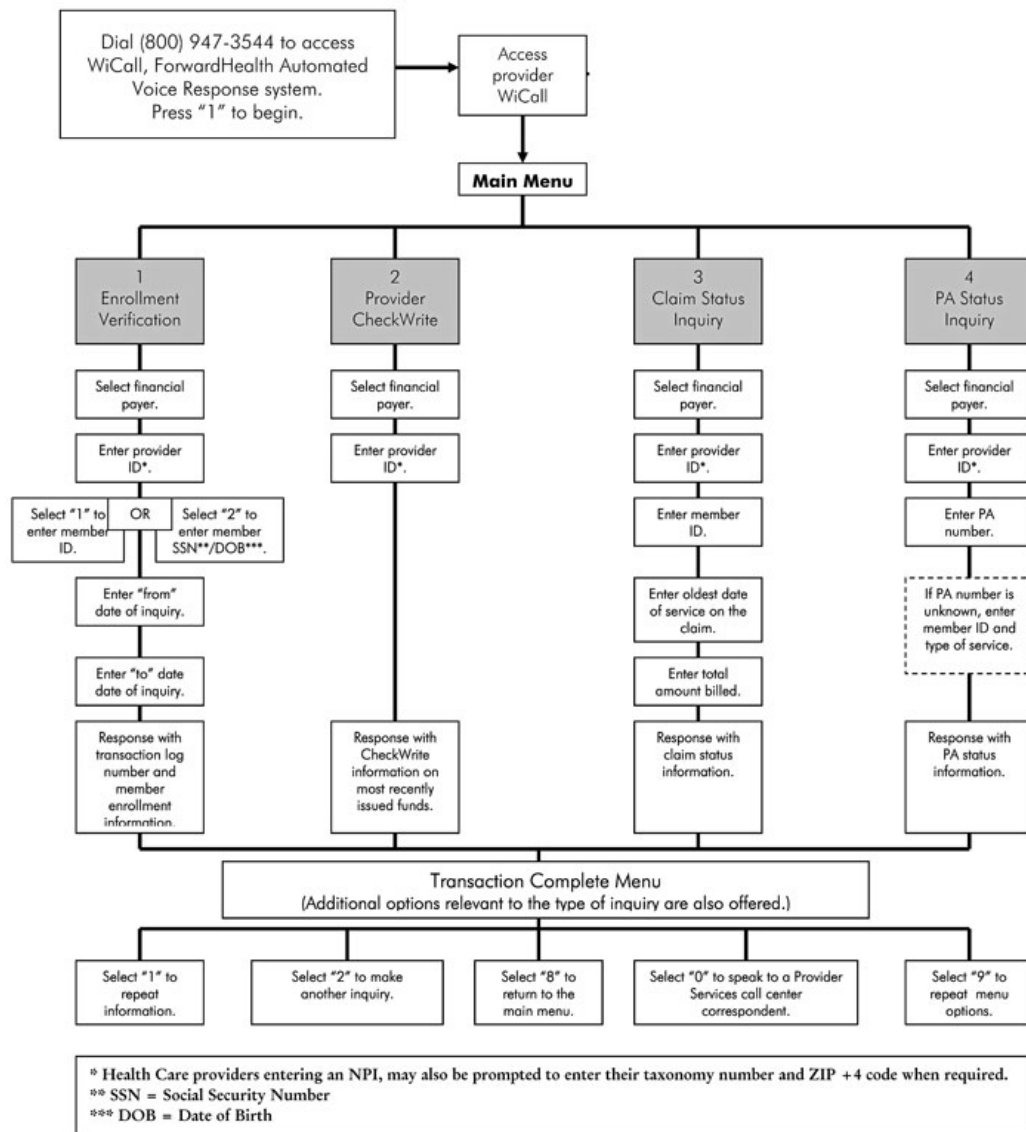 Dial (800) 947-3544 to access
WiCall, ForwardHealth Automated
Voice Response system.
Press “1” to begin.
Access
provider
WiCall
Main Menu
1
Enrollment
Verification
Select financial
payer.
Enter provider
ID*.
Select “1” to
enter member
ID.
OR
Select “2” to
enter member
SSN**/DOB***.
Enter “from”
date of inquiry.
Enter “to” date
date of inquiry.
Response with
transaction log
number and
member
enrollment
information.
2
Provider
CheckWrite
Select financial
payer.
Enter provider
ID*.
Response with
CheckWrite
information on
most recently
issued funds.
3
Claim Status
Inquiry
Select financial
payer.
Enter provider
ID*.
Enter member
ID.
Enter oldest date
of service on the
claim.
Enter total
amount billed.
Response with
claim status
information.
4
PA Status
Inquiry
Select financial
payer.
Enter provider
ID*.
Enter PA
number.
If PA number is
unknown, enter
member ID and
type of service.
Response with
PA status
information.
Transaction Complete Menu
(Additional options relevant to the type of inquiry are also offered.)
Select “1” to
repeat
information.
Select “2” to make
another inquiry.
Select “8” to
return to the
main menu.
Select “0” to speak to a Provider
Services call center
correspondent.
Select “9” to
repeat menu
options.
* Health Care providers entering an NPI, may also be prompted to enter their taxonomy number and ZIP +4 code when required.
** SSN = Social Security Number
*** DOB = Date of Birth